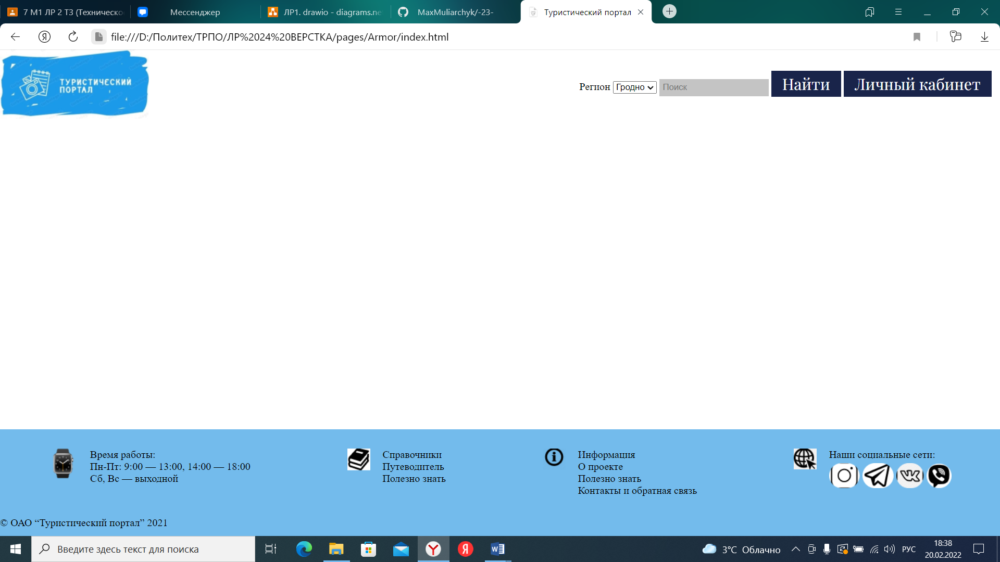 7 М1 ЛР 2 ТЗ (Техническо
Мессенджер
ЛР1. drawio - diagrams.ne
MaxMuliarchyk/-23-
Туристический портал
Я
file:///D:/Политех/ТРПО/ЛР%2024%20ВЕРСТКА/pages/Armor/index.html
ТУРИСТИЧЕСКИЙ
ПОРТАЛ
Регион
Гродно
Поиск
Найти
Личный кабинет
Время работы:
Пн-Пт: 9:00 — 13:00, 14:00 — 18:00
Сб, Вс — выходной
Справочники
Путеводитель
Полезно знать
Информация
О проекте
Полезно знать
Контакты и обратная связь
Наши социальные сети:
© ОАО “Туристический портал” 2021
Введите здесь текст для поиска
3°C Облачно
РУС
18:38
20.02.2022